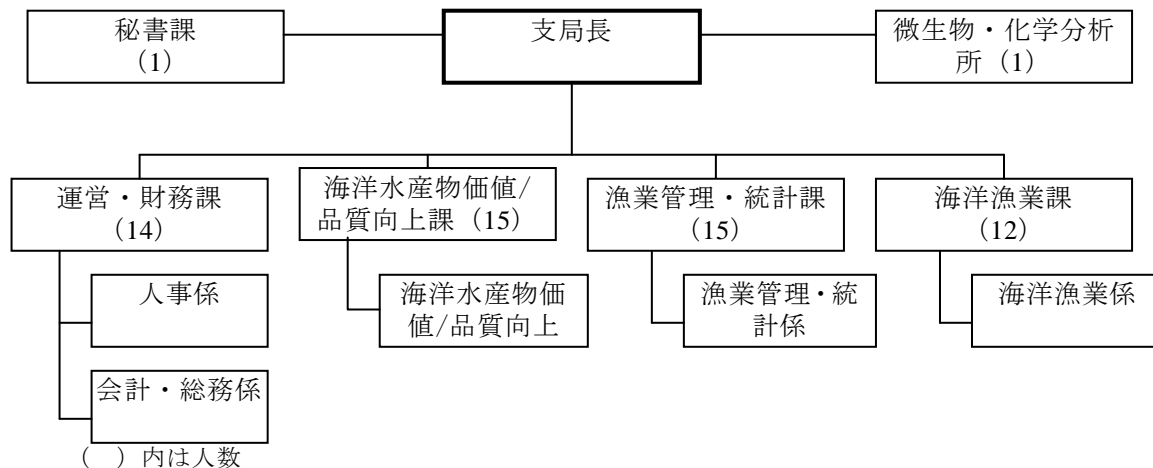 秘書課
（1）
支局長
微生物・化学分析
所（1）
運営・財務課
（14）
海洋水産物価値/
品質向上課（15）
漁業管理・統計課
（15）
海洋漁業課
（12）
人事係
海洋水産物価
値/品質向上
漁業管理・統
計係
海洋漁業係
会計・総務係
（　）内は人数